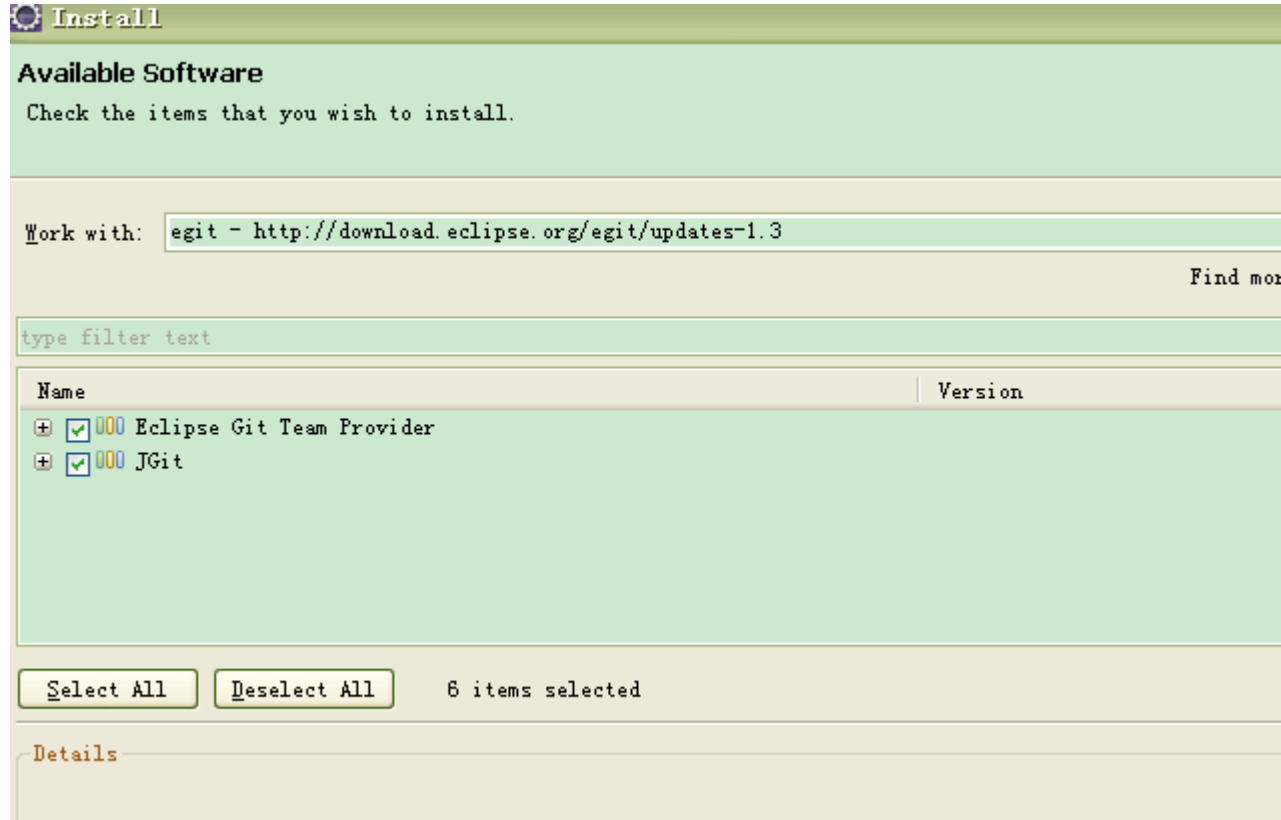 Install
Available Software
Check the items that you wish to install.
Work with: egit - http://download.eclipse.org/egit/updates-1.3
Find mor
type filter text
Name Version
Eclipse Git Team Provider
JGit
Select All Deselect All 6 items selected
Details